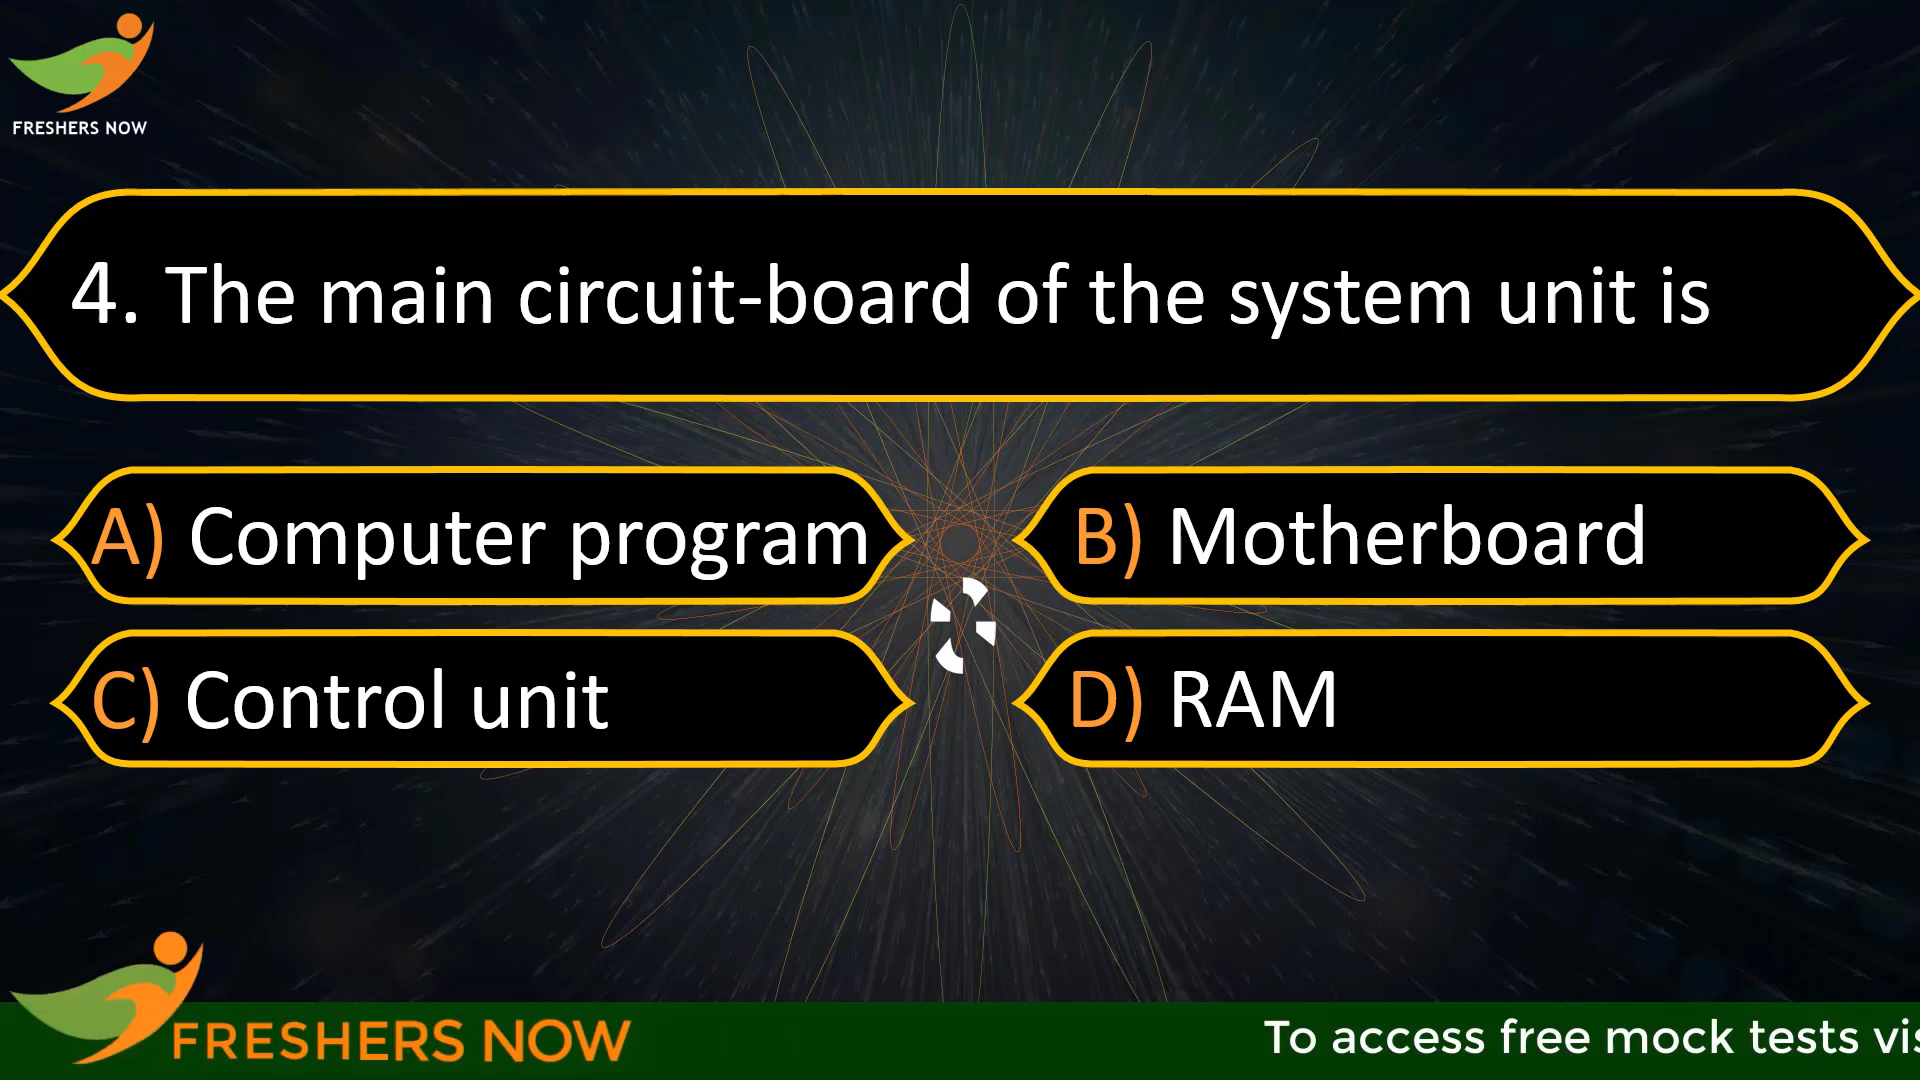 FRESHERS NOW
4. The main circuit-board of the system unit is
A) Computer program
B) Motherboard
C) Control unit
D) RAM
FRESHERS NOW
To access free mock tests vis